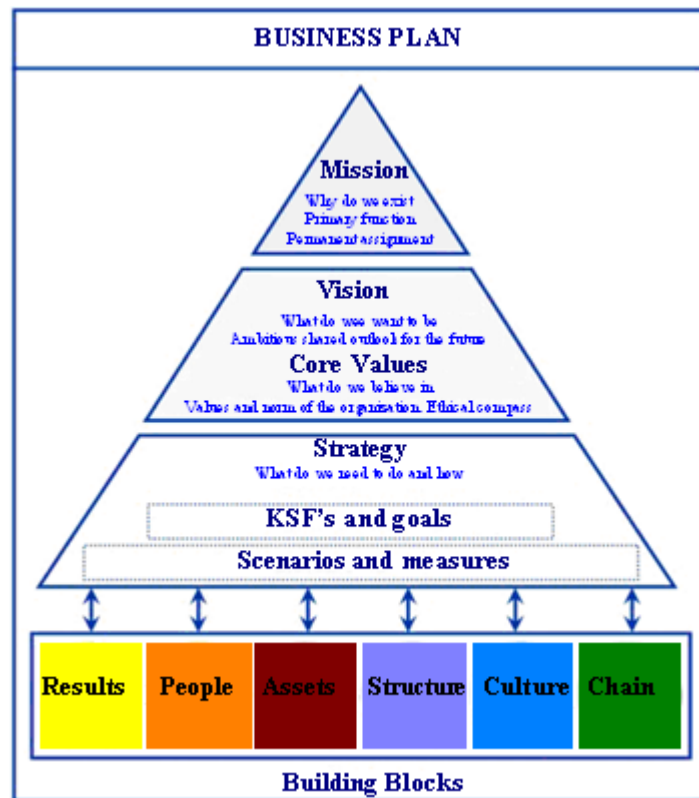 BUSINESS PLAN
Mission
Why do we exist
Primary function
Permanent assignment
Vision
What do we want to be
Ambitious shared outlook for the future
Core Values
What do we believe in
Values and norm of the organisation. Ethical compass
Strategy
What do we need to do and how
KSF's and goals
Scenarios and measures
Results People Assets Structure Culture Chain
Building Blocks